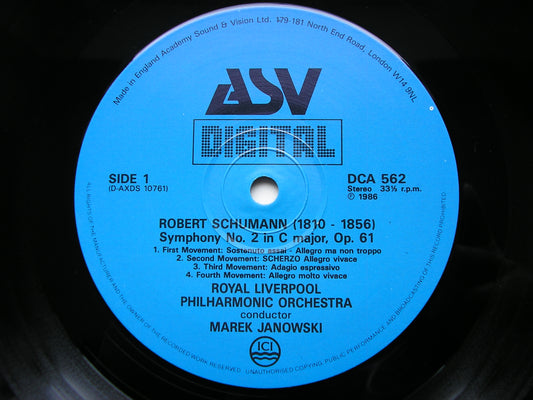 Made in England Academy Sound & Vision Ltd. 179-181 North End Road, London W14 9NL
ASV
DIGITAL
SIDE 1
(D-AXDS 10761)
DCA 562
Stereo 33⅓ r.p.m.
℗ 1986
ROBERT SCHUMANN (1810 - 1856)
Symphony No. 2 in C major, Op. 61
1. First Movement: Sostenuto assai - Allegro ma non troppo
2. Second Movement: SCHERZO Allegro vivace
3. Third Movement: Adagio espressivo
4. Fourth Movement: Allegro molto vivace
ROYAL LIVERPOOL
PHILHARMONIC ORCHESTRA
conductor
MAREK JANOWSKI
ICI
ALL RIGHTS OF THE MANUFACTURER AND THE OWNER OF THE RECORDED WORK RESERVED. UNAUTHORISED COPYING, PUBLIC PERFORMANCE, AND BROADCASTING OF THIS RECORD PROHIBITED.